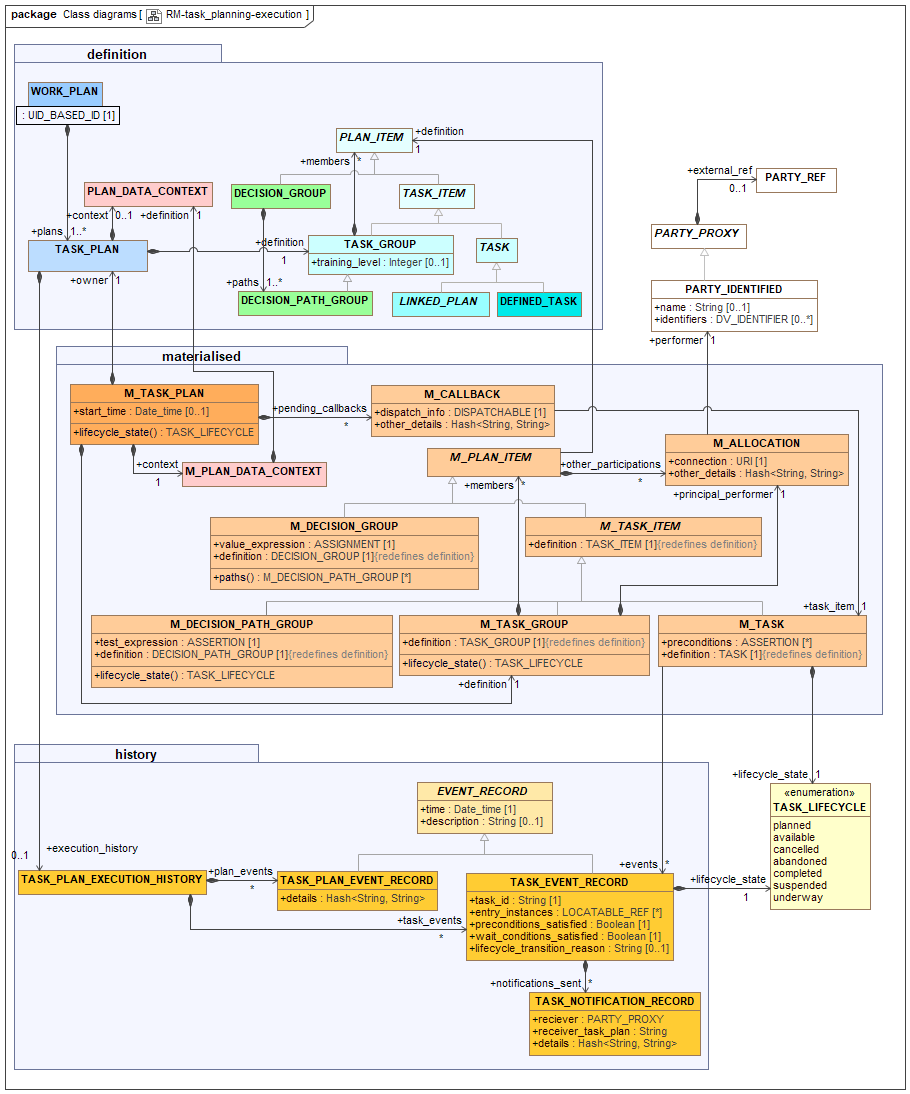 package Class diagrams [ RM-task_planning-execution ]
definition
WORK_PLAN
: UID_BASED_ID [1]
PLAN_ITEM
+definition
1
+members
*
+external_ref
0..1
PARTY_REF
PLAN_DATA_CONTEXT
DECISION_GROUP
TASK_ITEM
+context
0..1
+definition
1
+plans
1..*
PARTY_PROXY
TASK_PLAN
+definition
1
TASK_GROUP
+training_level : Integer [0..1]
TASK
+owner
1
+paths
1..*
PARTY_IDENTIFIED
+name : String [0..1]
+identifiers : DV_IDENTIFIER [0..*]
DECISION_PATH_GROUP
LINKED_PLAN
DEFINED_TASK
+performer
1
materialised
M_TASK_PLAN
+start_time : Date_time [0..1]
+lifecycle_state() : TASK_LIFECYCLE
+pending_callbacks
*
M_CALLBACK
+dispatch_info : DISPATCHABLE [1]
+other_details : Hash<String, String>
M_ALLOCATION
+connection : URI [1]
+other_details : Hash<String, String>
+context
1
M_PLAN_DATA_CONTEXT
M_PLAN_ITEM
+other_participations
*
+members
*
+principal_performer
1
M_DECISION_GROUP
+value_expression : ASSIGNMENT [1]
+definition : DECISION_GROUP [1]{redefines definition}
+paths() : M_DECISION_PATH_GROUP [*]
M_TASK_ITEM
+definition : TASK_ITEM [1]{redefines definition}
+task_item
1
M_DECISION_PATH_GROUP
+test_expression : ASSERTION [1]
+definition : DECISION_PATH_GROUP [1]{redefines definition}
+lifecycle_state() : TASK_LIFECYCLE
M_TASK_GROUP
+definition : TASK_GROUP [1]{redefines definition}
+lifecycle_state() : TASK_LIFECYCLE
M_TASK
+preconditions : ASSERTION [*]
+definition : TASK [1]{redefines definition}
+definition
1
history
+lifecycle_state
1
EVENT_RECORD
+time : Date_time [1]
+description : String [0..1]
«enumeration»
TASK_LIFECYCLE
planned
available
cancelled
abandoned
completed
suspended
underway
0..1
+execution_history
+events
*
TASK_PLAN_EXECUTION_HISTORY
+plan_events
*
TASK_PLAN_EVENT_RECORD
+details : Hash<String, String>
TASK_EVENT_RECORD
+task_id : String [1]
+entry_instances : LOCATABLE_REF [*]
+preconditions_satisfied : Boolean [1]
+wait_conditions_satisfied : Boolean [1]
+lifecycle_transition_reason : String [0..1]
+lifecycle_state
1
+task_events
*
+notifications_sent
*
TASK_NOTIFICATION_RECORD
+reciever : PARTY_PROXY
+receiver_task_plan : String
+details : Hash<String, String>